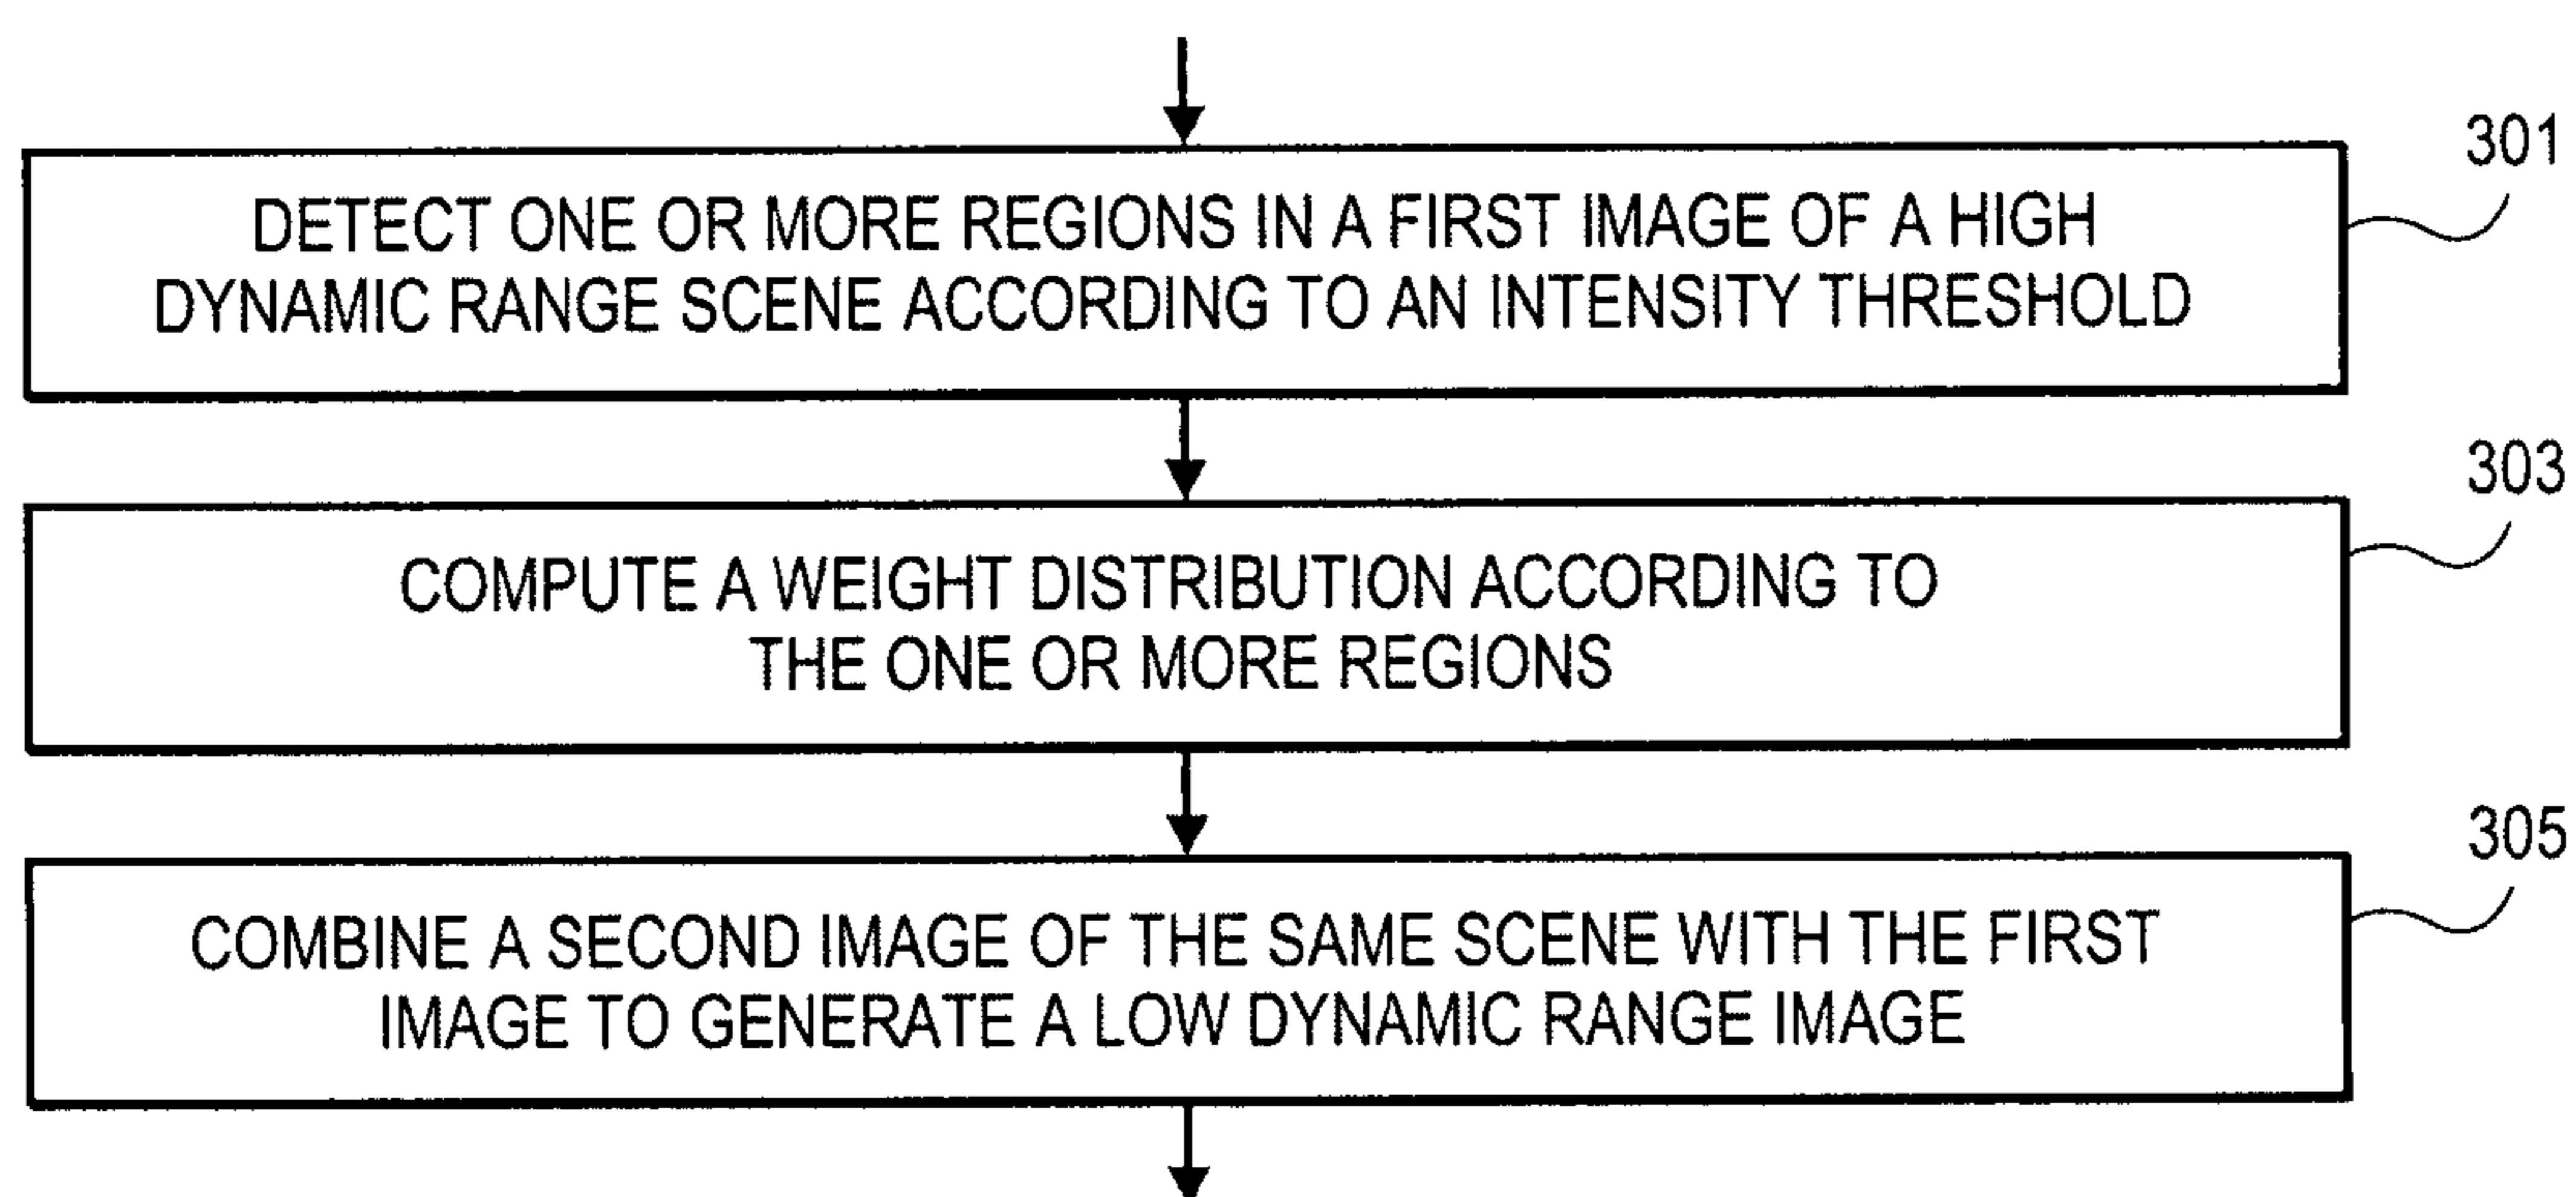 301
DETECT ONE OR MORE REGIONS IN A FIRST IMAGE OF A HIGH
DYNAMIC RANGE SCENE ACCORDING TO AN INTENSITY THRESHOLD
303
COMPUTE A WEIGHT DISTRIBUTION ACCORDING TO
THE ONE OR MORE REGIONS
305
COMBINE A SECOND IMAGE OF THE SAME SCENE WITH THE FIRST
IMAGE TO GENERATE A LOW DYNAMIC RANGE IMAGE